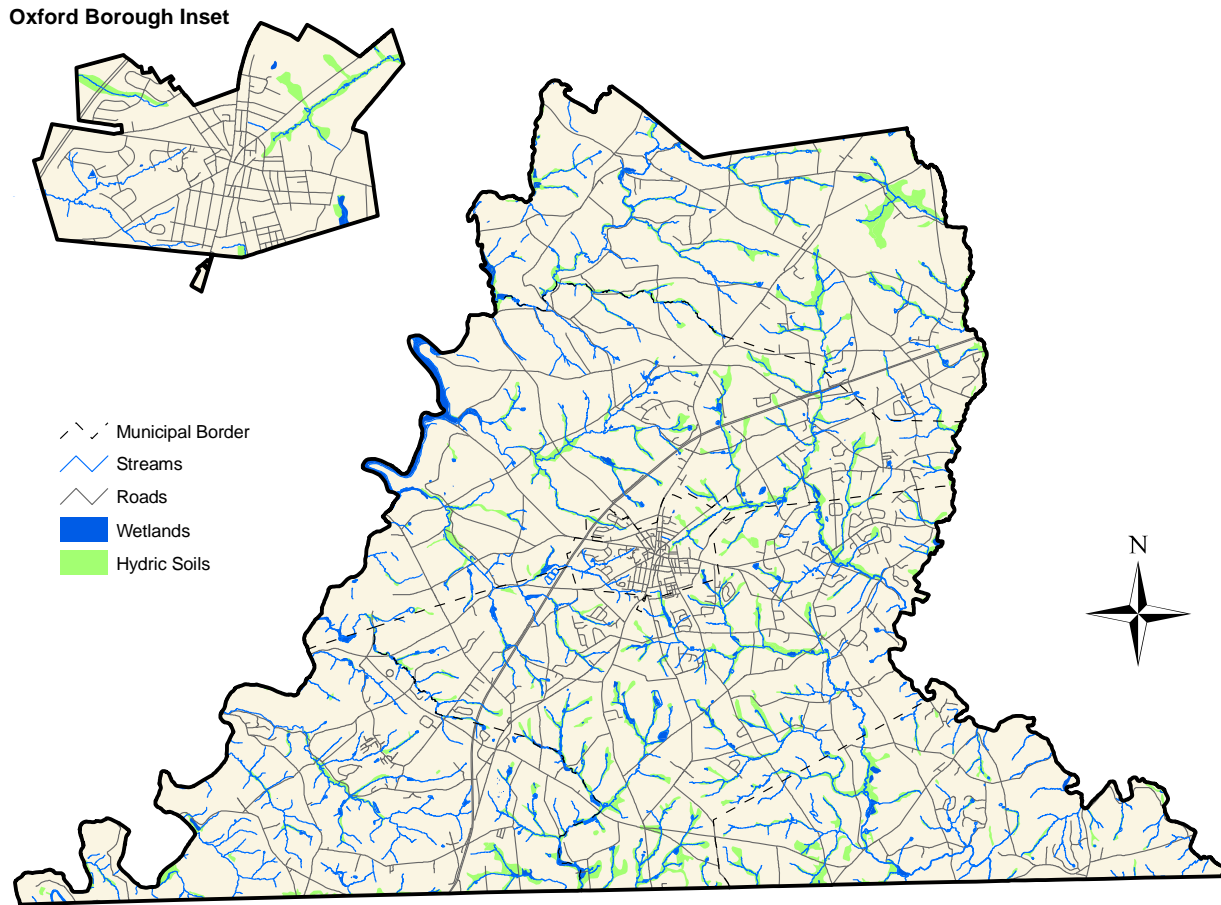 Oxford Borough Inset
Municipal Border
Streams
Roads
Wetlands
Hydric Soils
N